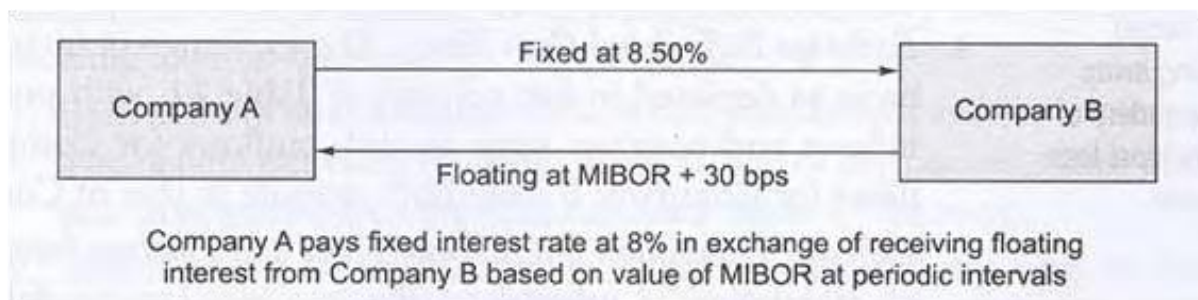 Fixed at 8.50%
Company A
Company B
Floating at MIBOR + 30 bps
Company A pays fixed interest rate at 8% in exchange of receiving floating
interest from Company B based on value of MIBOR at periodic intervals